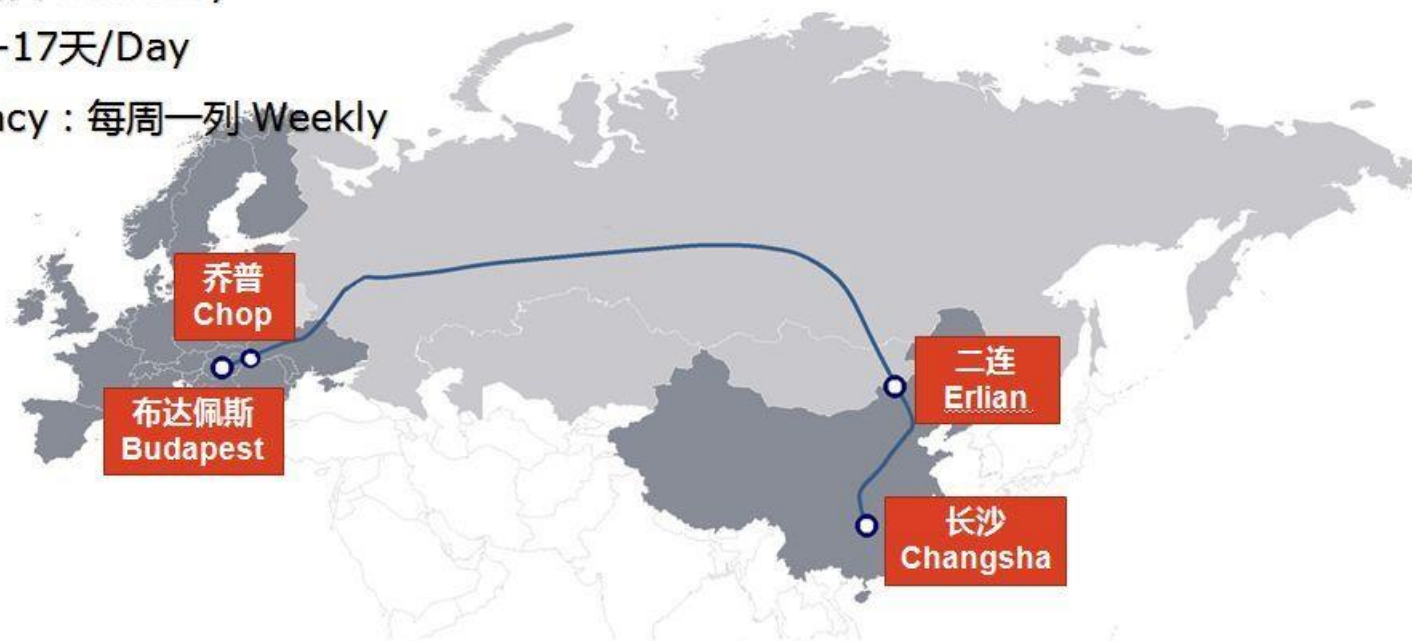 -17天/Day
ncy：每周一列 Weekly
乔普
Chop
布达佩斯
Budapest
二连
Erlian
长沙
Changsha